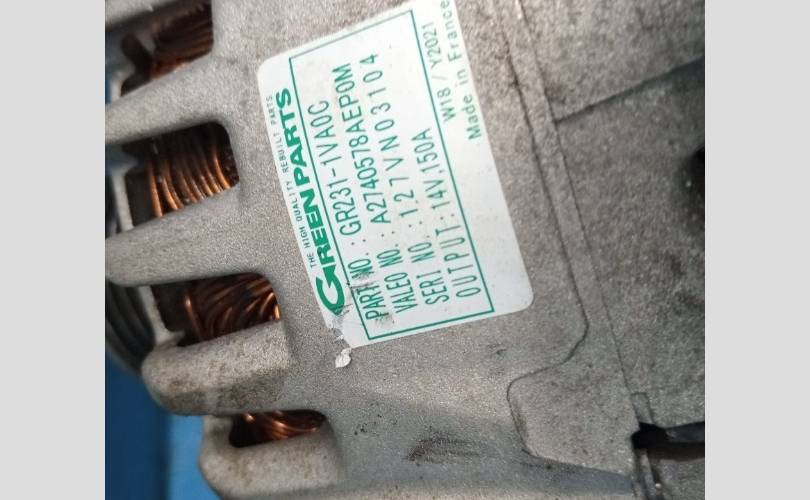 THE HIGH QUALITY REBUILT PARTS
GREEN PARTS
PART NO. : GR231-1VA0C
VALEO NO. : A2740578AEP0M
SERI NO. : 127VN03104
OUTPUT : 14V,150A
W18 / Y2021
Made in France